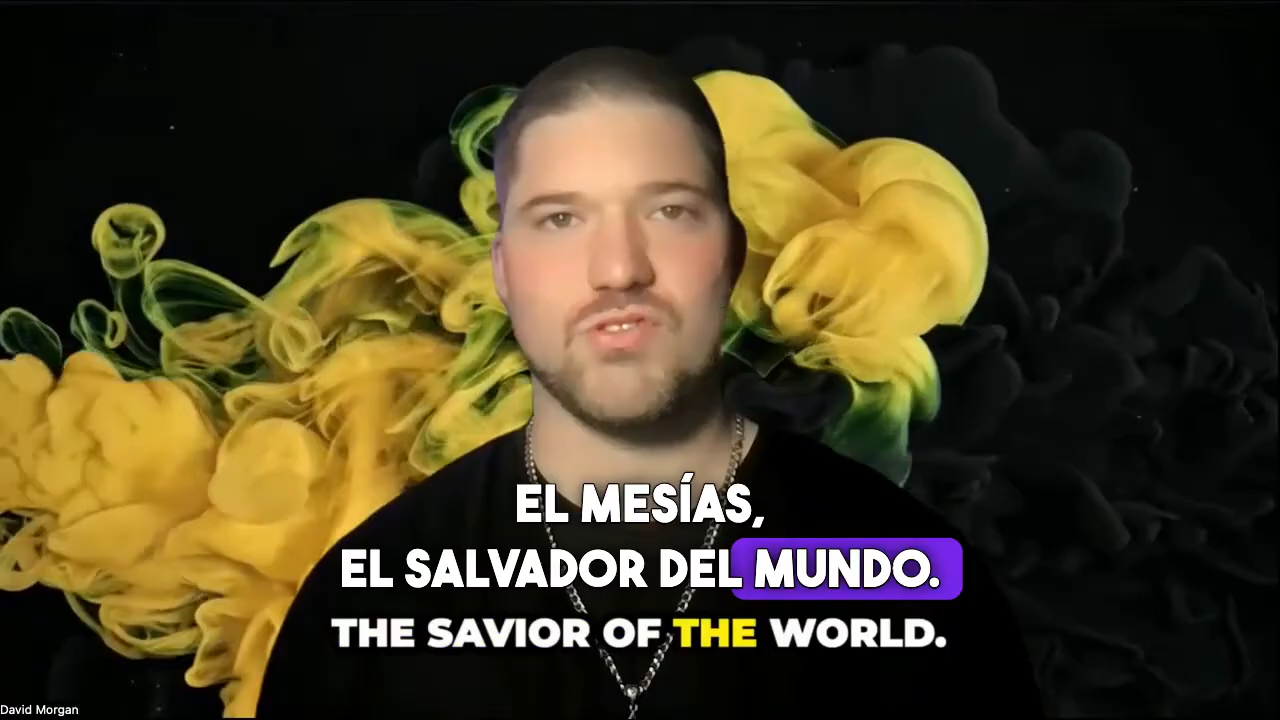 EL MESÍAS,
EL SALVADOR DEL MUNDO.
THE SAVIOR OF THE WORLD.
David Morgan